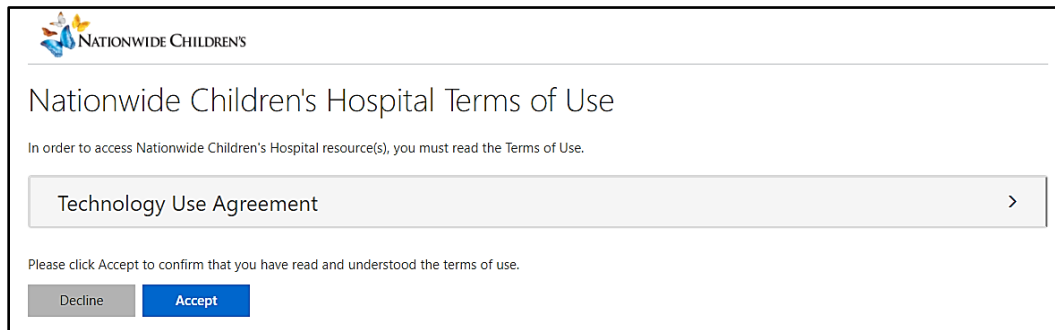 NATIONWIDE CHILDREN'S
Nationwide Children's Hospital Terms of Use
In order to access Nationwide Children's Hospital resource(s), you must read the Terms of Use.
Technology Use Agreement
Please click Accept to confirm that you have read and understood the terms of use.
Decline Accept